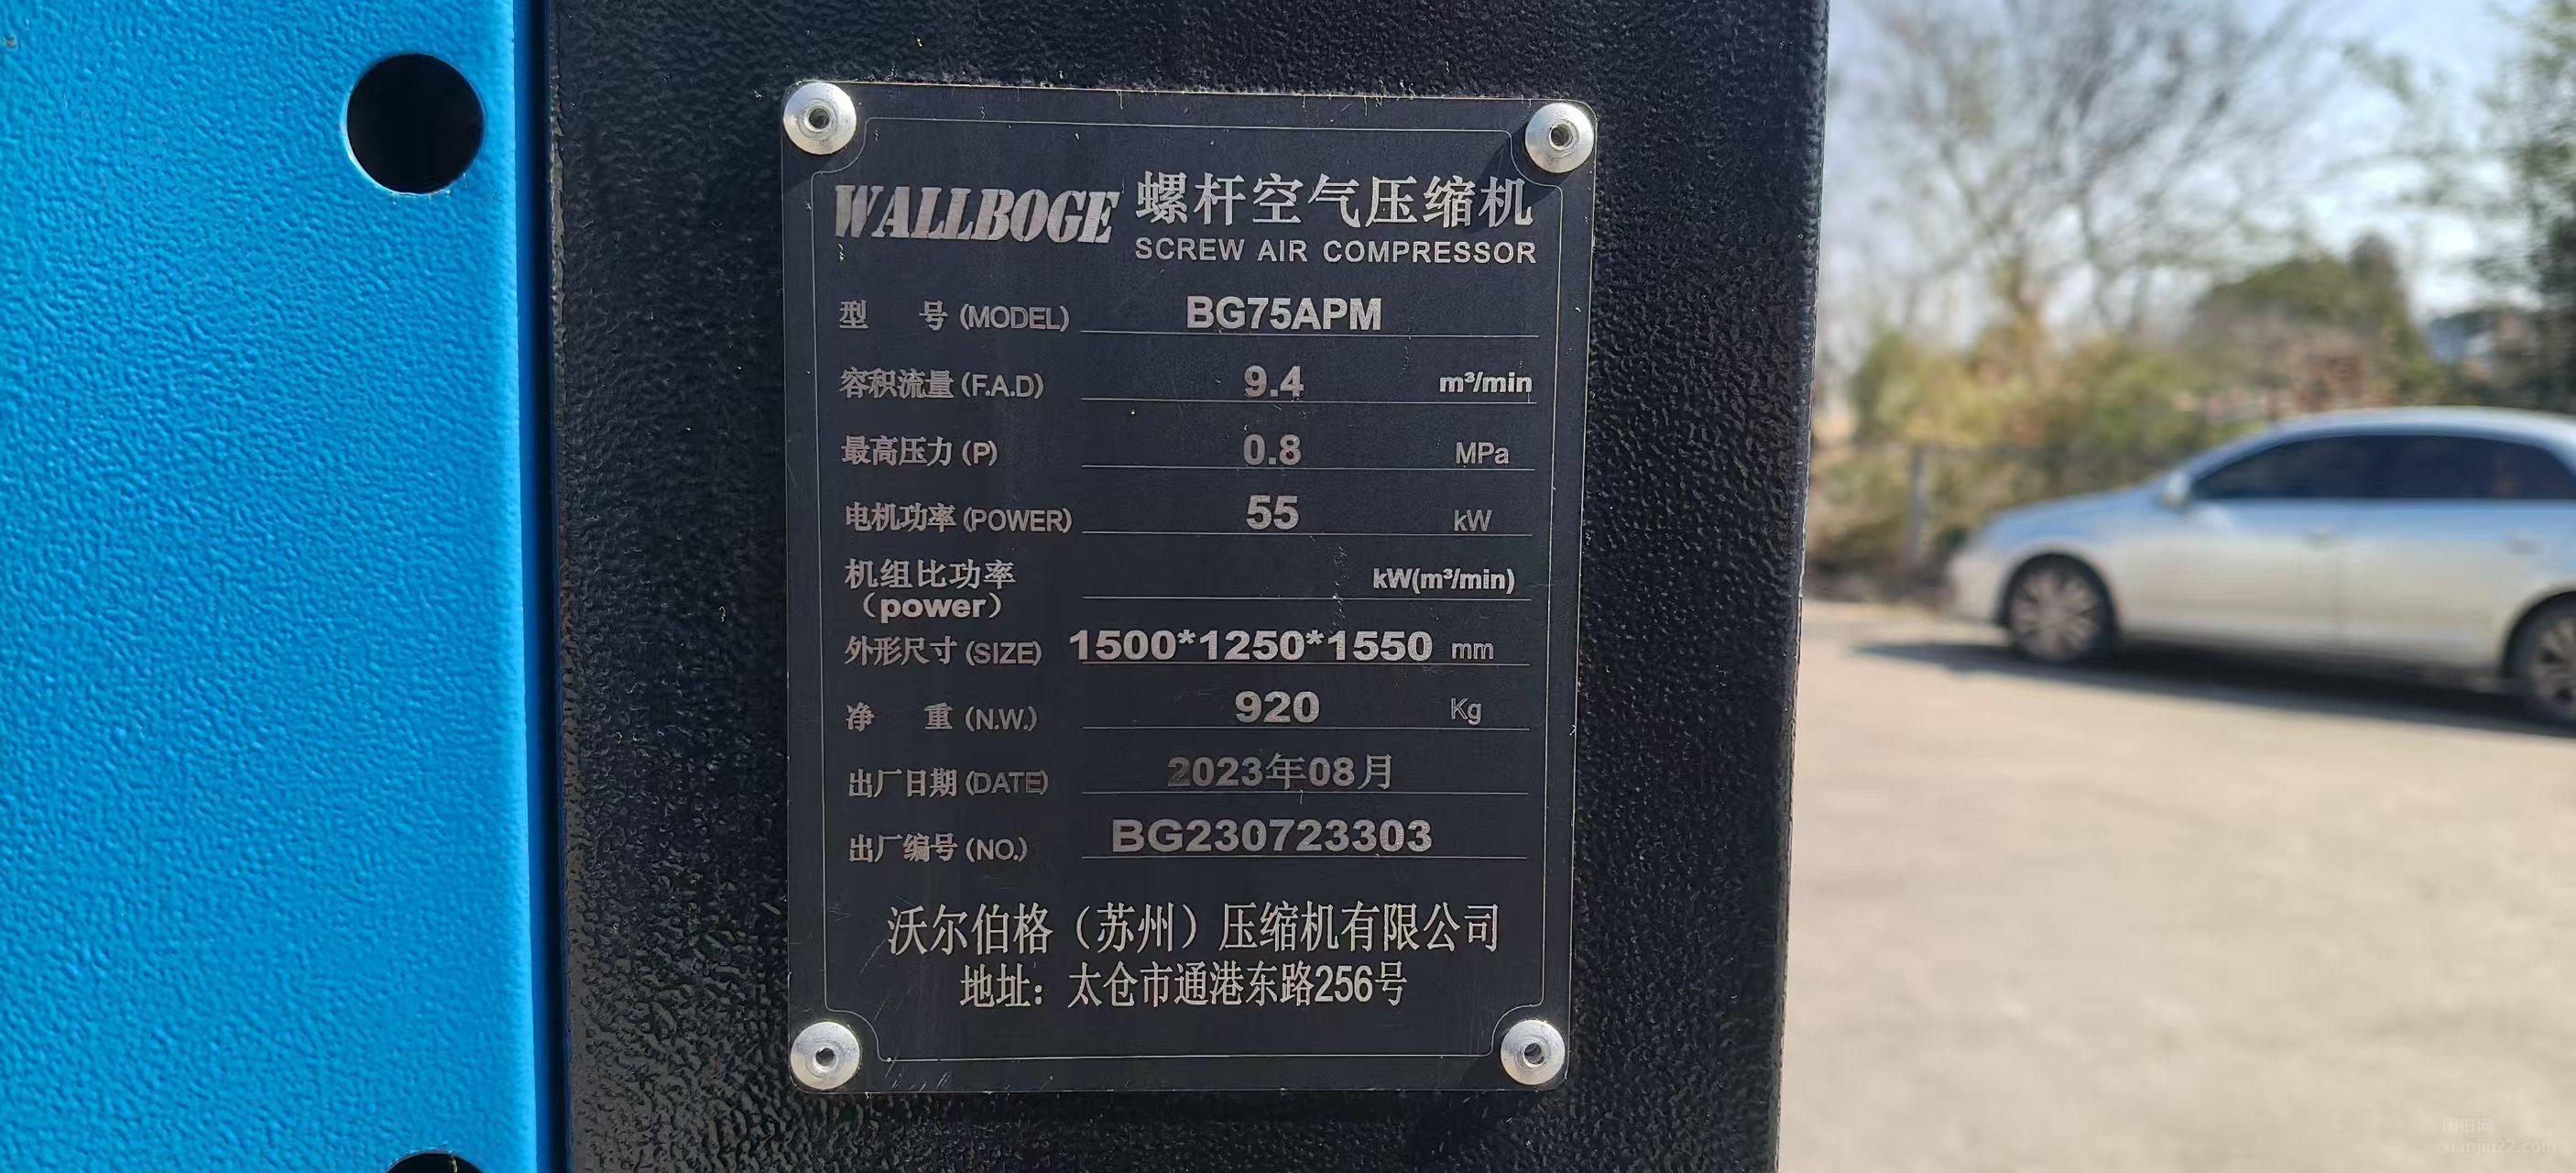 WALLBOGE 螺杆空气压缩机
SCREW AIR COMPRESSOR
型 号 (MODEL) BG75APM
容积流量 (F.A.D) 9.4 m³/min
最高压力 (P) 0.8 MPa
电机功率 (POWER) 55 kW
机组比功率 kW(m³/min)
（power）
外形尺寸 (SIZE) 1500*1250*1550 mm
净 重 (N.W.) 920 Kg
出厂日期 (DATE) 2023年08月
出厂编号 (NO.) BG230723303
沃尔伯格（苏州）压缩机有限公司
地址：太仓市通港东路256号
闲旧网
xianjiu22.com